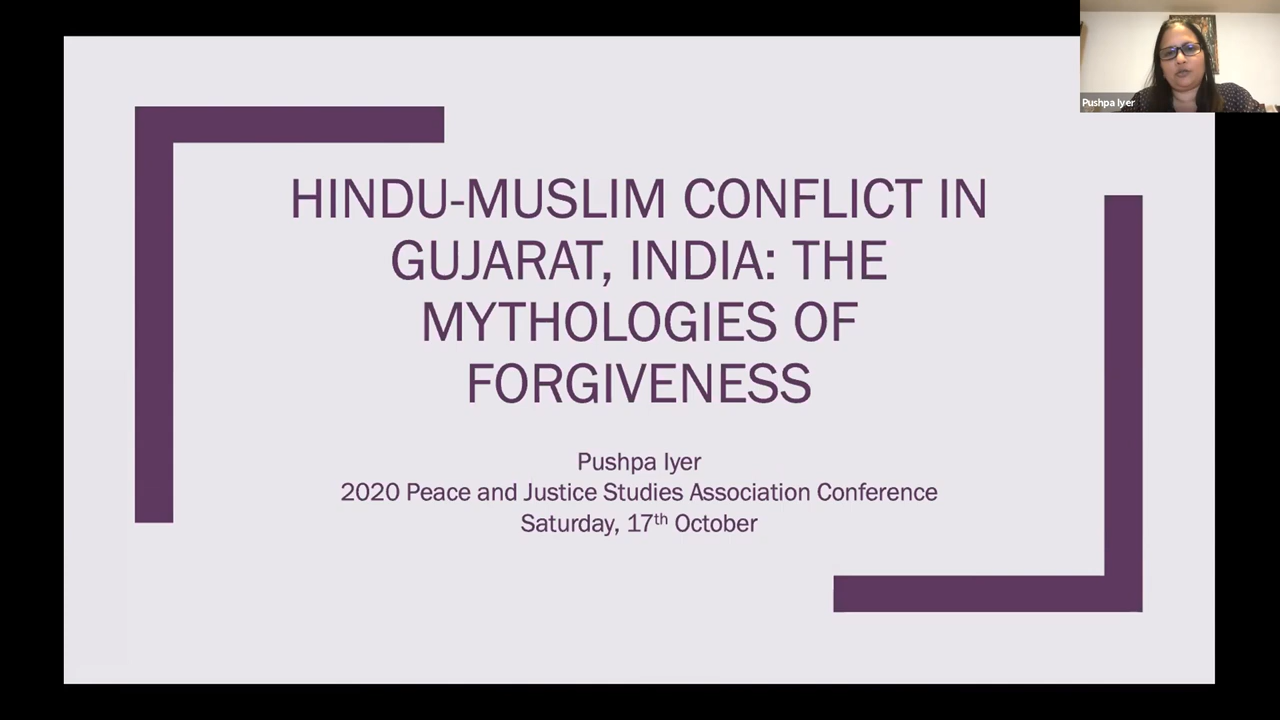 HINDU-MUSLIM CONFLICT IN
GUJARAT, INDIA: THE
MYTHOLOGIES OF
FORGIVENESS
Pushpa Iyer
2020 Peace and Justice Studies Association Conference
Saturday, 17th October
Pushpa Iyer